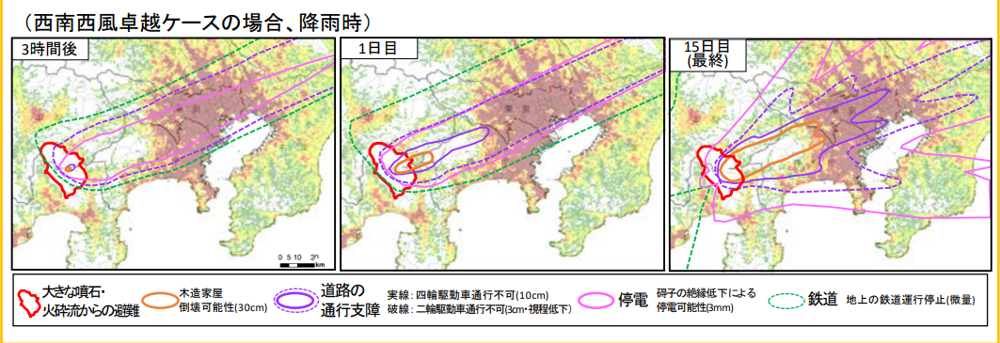 （西南西風卓越ケースの場合、降雨時）
3時間後
1日目
15日目
(最終)
0 5 10 20
km
大きな噴石・
火砕流からの避難
木造家屋
倒壊可能性(30cm)
道路の
通行支障
実線：四輪駆動車通行不可(10cm)
破線：二輪駆動車通行不可(3cm・視程低下)
停電
碍子の絶縁低下による
停電可能性(3mm)
鉄道 地上の鉄道運行停止(微量)